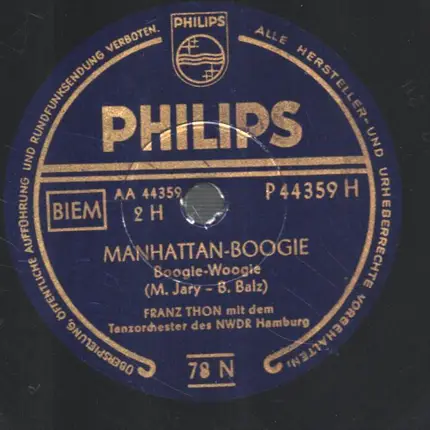 PHILIPS
PHILIPS
BIEM
AA 44359
2 H
P 44359 H
MANHATTAN-BOOGIE
Boogie-Woogie
(M. Jary – B. Balz)
FRANZ THON mit dem
Tanzorchester des NWDR Hamburg
78 N
ALLE HERSTELLER- UND URHEBERRECHTE VORBEHALTEN!
ÜBERSPIELUNG, ÖFFENTLICHE AUFFÜHRUNG UND RUNDFUNKSENDUNG VERBOTEN.